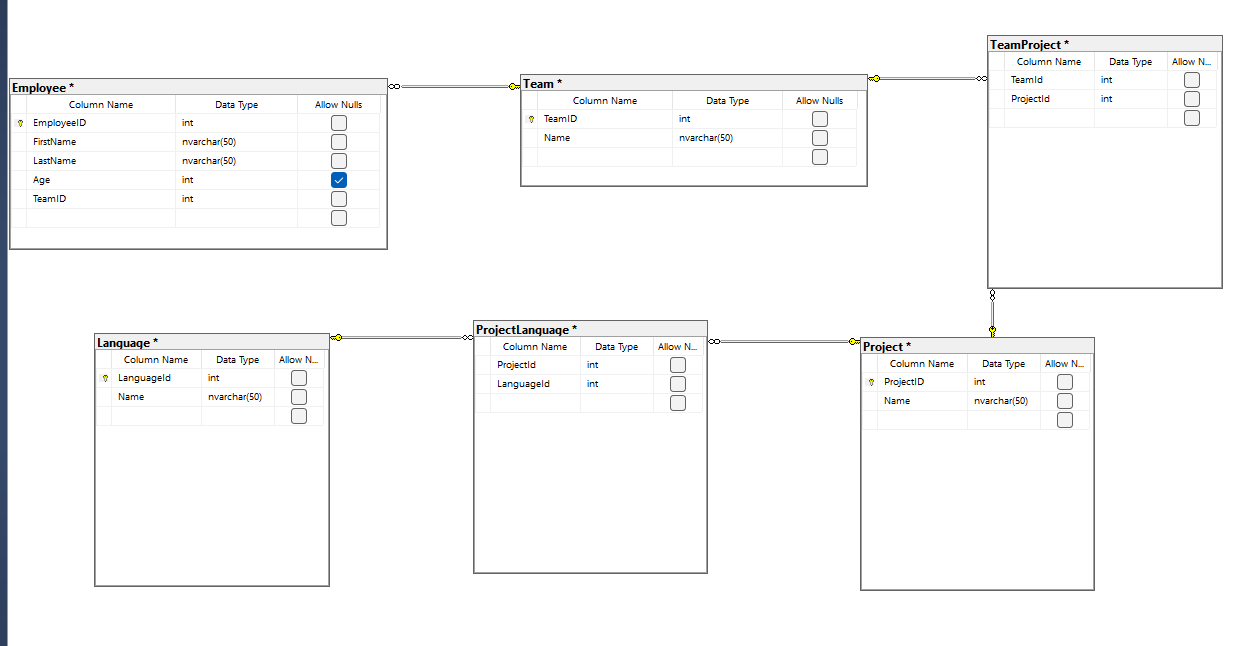 Employee *
Column Name Data Type Allow Nulls
EmployeeID int
FirstName nvarchar(50)
LastName nvarchar(50)
Age int
TeamID int
Team *
Column Name Data Type Allow Nulls
TeamID int
Name nvarchar(50)
TeamProject *
Column Name Data Type Allow N...
TeamId int
ProjectId int
Language *
Column Name Data Type Allow N...
LanguageId int
Name nvarchar(50)
ProjectLanguage *
Column Name Data Type Allow N...
ProjectId int
LanguageId int
Project *
Column Name Data Type Allow N...
ProjectID int
Name nvarchar(50)